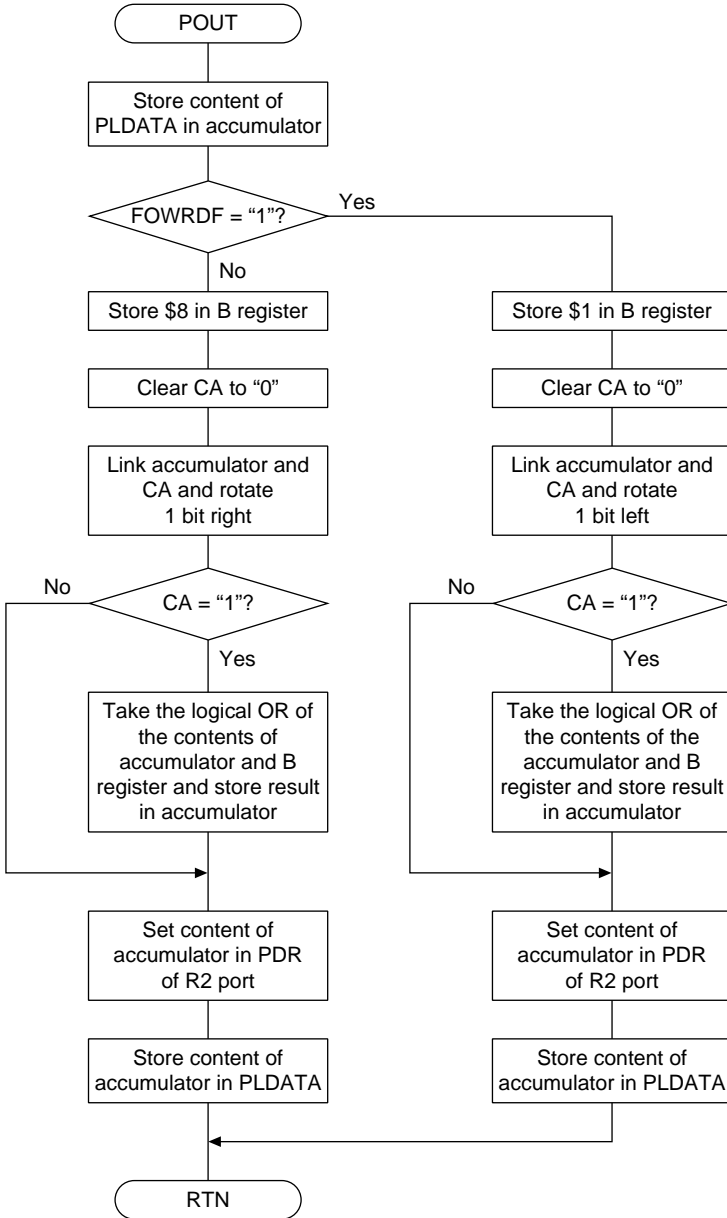 POUT
Store content of
PLDATA in accumulator
FOWRDF = “1”?
Yes
No
Store $8 in B register
Clear CA to “0”
Link accumulator and
CA and rotate
1 bit right
CA = “1”?
No
Yes
Take the logical OR of
the contents of
accumulator and B
register and store result
in accumulator
Set content of
accumulator in PDR
of R2 port
Store content of
accumulator in PLDATA
Store $1 in B register
Clear CA to “0”
Link accumulator and
CA and rotate
1 bit left
CA = “1”?
No
Yes
Take the logical OR of
the contents of the
accumulator and B
register and store result
in accumulator
Set content of
accumulator in PDR
of R2 port
Store content of
accumulator in PLDATA
RTN